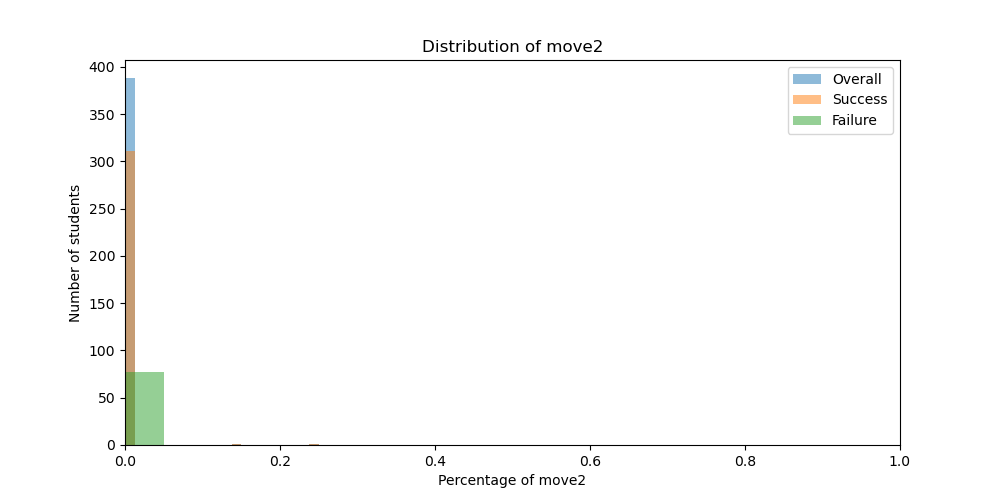 Distribution of move2
400
350
300
250
200
150
100
50
0
Number of students
Overall
Success
Failure
0.0 0.2 0.4 0.6 0.8 1.0
Percentage of move2